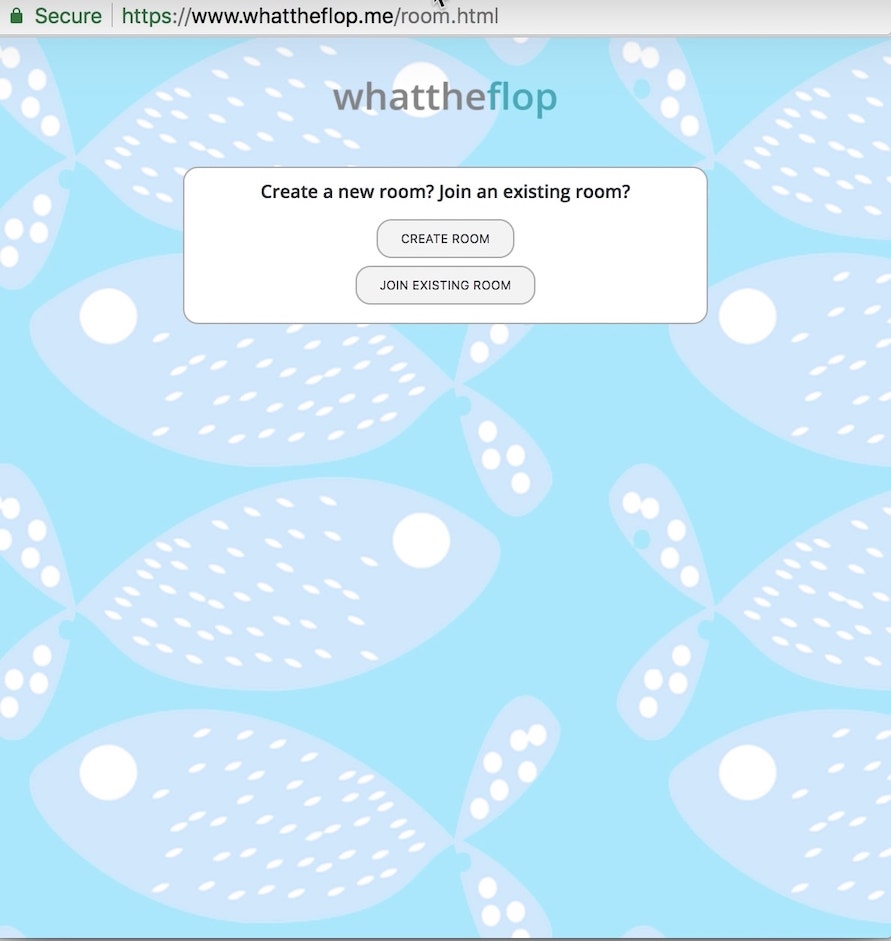 Secure https://www.whattheflop.me/room.html
whattheflop
Create a new room? Join an existing room?
CREATE ROOM
JOIN EXISTING ROOM